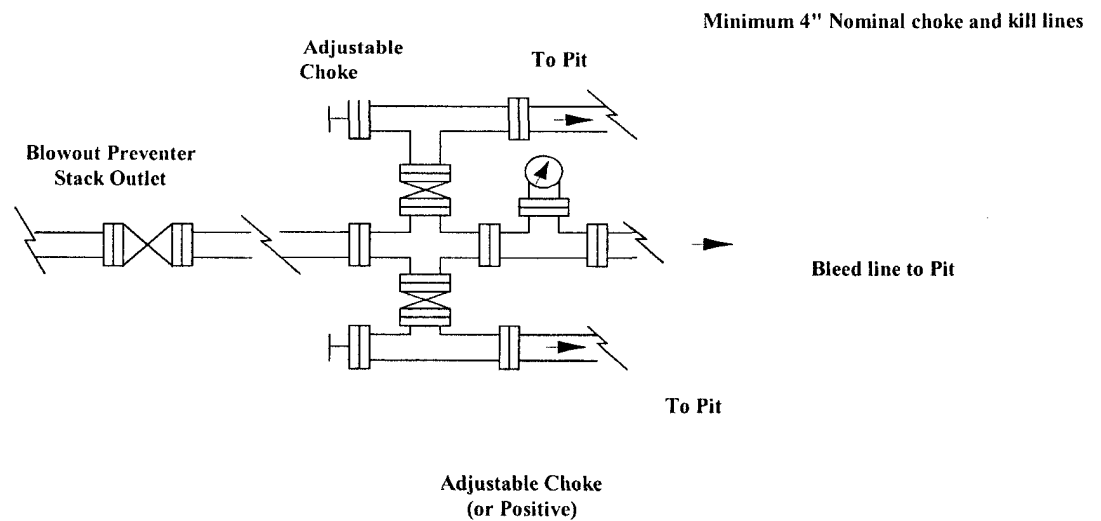 Minimum 4" Nominal choke and kill lines
Adjustable
Choke
To Pit
Blowout Preventer
Stack Outlet
Bleed line to Pit
To Pit
Adjustable Choke
(or Positive)